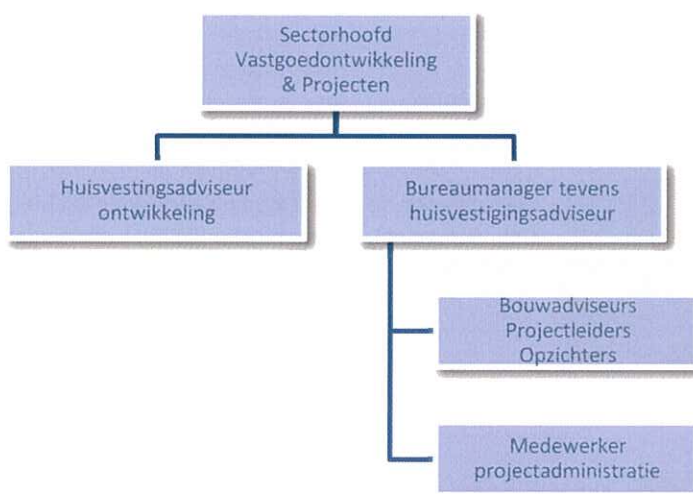 Sectorhoofd
Vastgoedontwikkeling
& Projecten
Huisvestingsadviseur
ontwikkeling
Bureaumanager tevens
huisvestigingsadviseur
Bouwadviseurs
Projectleiders
Opzichters
Medewerker
projectadministratie